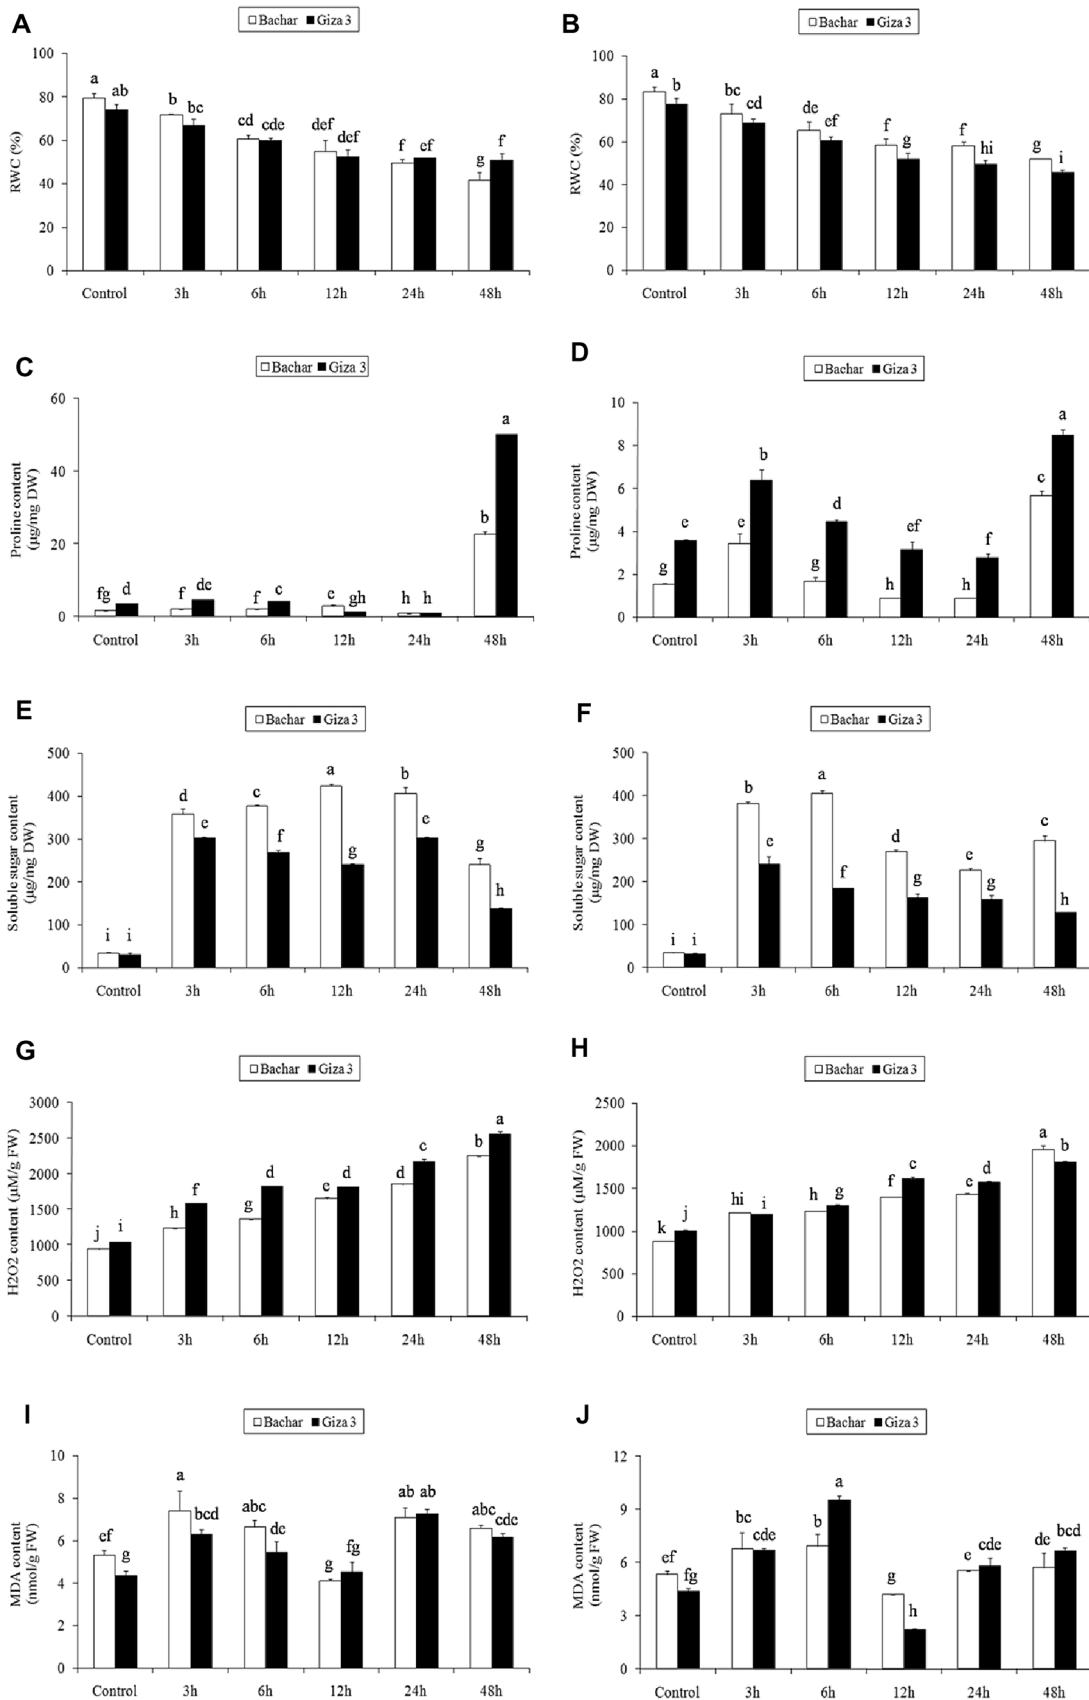 A
Bachar Giza 3
RWC (%)
100
80
60
40
20
0
a ab b bc cd cde def def f ef g f
Control 3h 6h 12h 24h 48h
B
Bachar Giza 3
RWC (%)
100
80
60
40
20
0
a b bc cd de ef f g f hi g i
Control 3h 6h 12h 24h 48h
C
Bachar Giza 3
Proline content
(µg/mg DW)
60
40
20
0
fg d f de f c e gh h h b a
Control 3h 6h 12h 24h 48h
D
Bachar Giza 3
Proline content
(µg/mg DW)
10
8
6
4
2
0
g e e b g d h ef h f c a
Control 3h 6h 12h 24h 48h
E
Bachar Giza 3
Soluble sugar content
(µg/mg DW)
500
400
300
200
100
0
i i d e c f a g b e g h
Control 3h 6h 12h 24h 48h
F
Bachar Giza 3
Soluble sugar content
(µg/mg DW)
500
400
300
200
100
0
i i b e a f d g e g c h
Control 3h 6h 12h 24h 48h
G
Bachar Giza 3
H2O2 content (µM/g FW)
3000
2500
2000
1500
1000
500
0
j i h f g d e d d c b a
Control 3h 6h 12h 24h 48h
H
Bachar Giza 3
H2O2 content (µM/g FW)
2500
2000
1500
1000
500
0
k j hi i h g f c e d a b
Control 3h 6h 12h 24h 48h
I
Bachar Giza 3
MDA content
(nmol/g FW)
10
8
6
4
2
0
ef g a bcd abc de g fg ab ab abc cde
Control 3h 6h 12h 24h 48h
J
Bachar Giza 3
MDA content
(nmol/g FW)
12
9
6
3
0
ef fg bc cde b a g h e cde de bcd
Control 3h 6h 12h 24h 48h